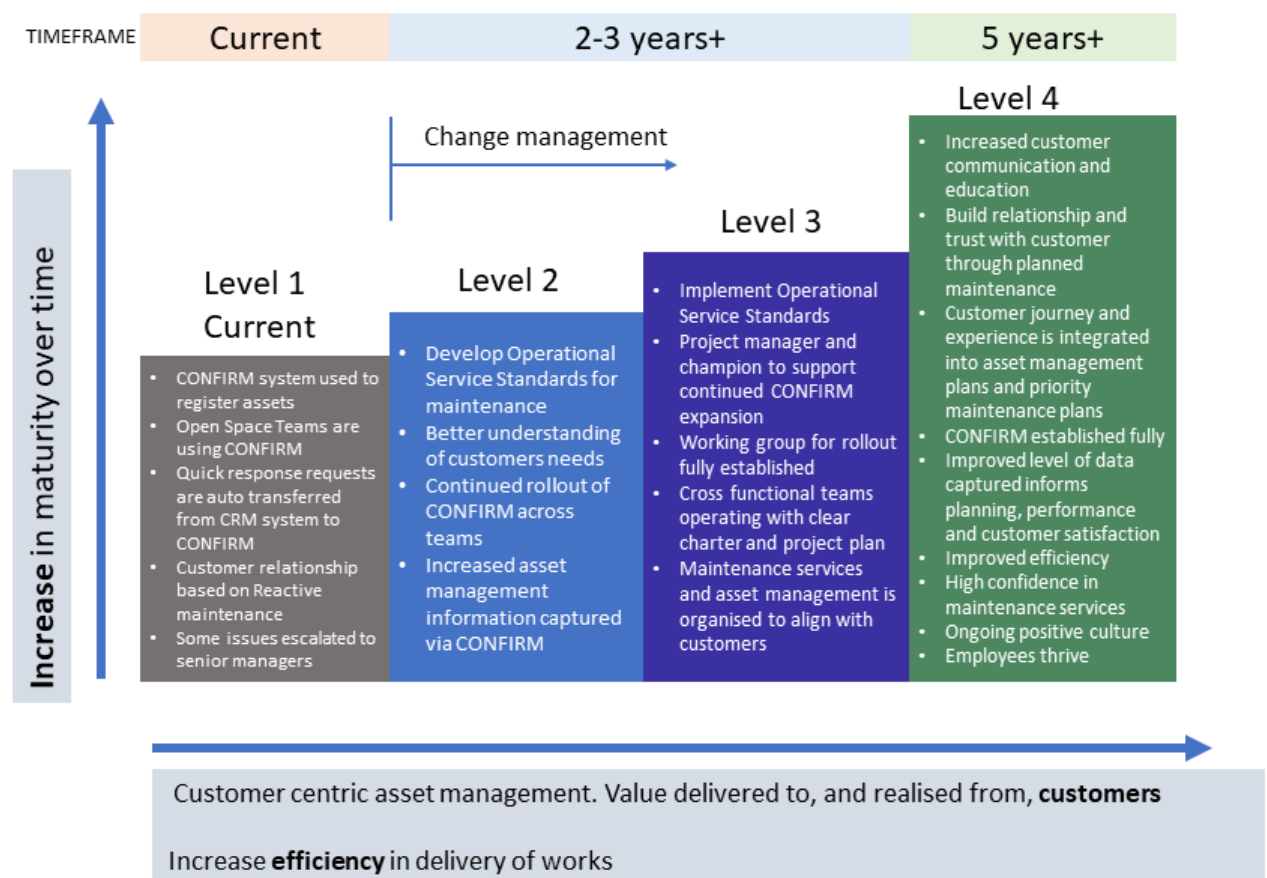 TIMEFRAME
Current
2-3 years+
5 years+
Change management
Increase in maturity over time
Level 1
Current
• CONFIRM system used to
register assets
• Open Space Teams are
using CONFIRM
• Quick response requests
are auto transferred
from CRM system to
CONFIRM
• Customer relationship
based on Reactive
maintenance
• Some issues escalated to
senior managers
Level 2
• Develop Operational
Service Standards for
maintenance
• Better understanding
of customers needs
• Continued rollout of
CONFIRM across
teams
• Increased asset
management
information captured
via CONFIRM
Level 3
• Implement Operational
Service Standards
• Project manager and
champion to support
continued CONFIRM
expansion
• Working group for rollout
fully established
• Cross functional teams
operating with clear
charter and project plan
• Maintenance services
and asset management is
organised to align with
customers
Level 4
• Increased customer
communication and
education
• Build relationship and
trust with customer
through planned
maintenance
• Customer journey and
experience is integrated
into asset management
plans and priority
maintenance plans
• CONFIRM established fully
• Improved level of data
captured informs
planning, performance
and customer satisfaction
• Improved efficiency
• High confidence in
maintenance services
• Ongoing positive culture
• Employees thrive
Customer centric asset management. Value delivered to, and realised from, customers
Increase efficiency in delivery of works